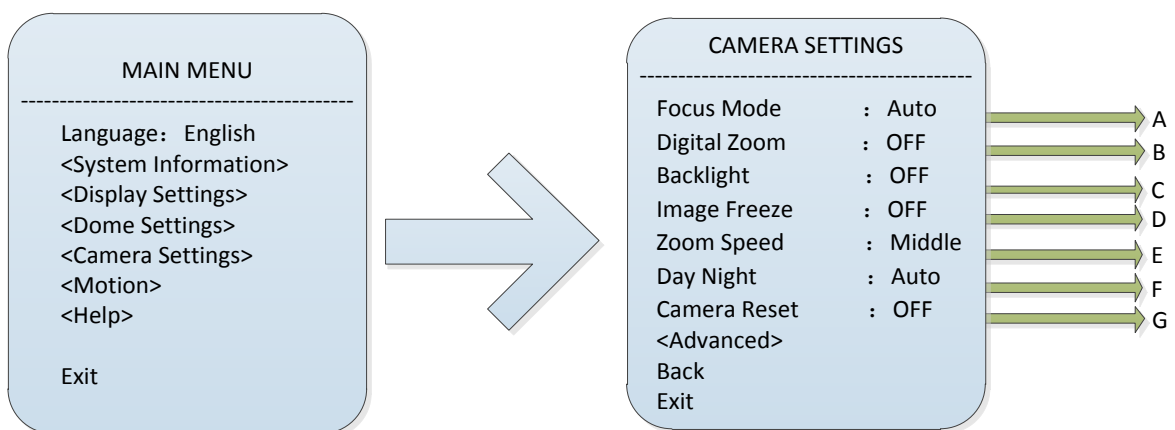 MAIN MENU
---------------------------------------------
Language：English
<System Information>
<Display Settings>
<Dome Settings>
<Camera Settings>
<Motion>
<Help>
Exit
CAMERA SETTINGS
---------------------------------------------
Focus Mode ：Auto
Digital Zoom ：OFF
Backlight ：OFF
Image Freeze ：OFF
Zoom Speed ：Middle
Day Night ：Auto
Camera Reset ：OFF
<Advanced>
Back
Exit
A
B
C
D
E
F
G